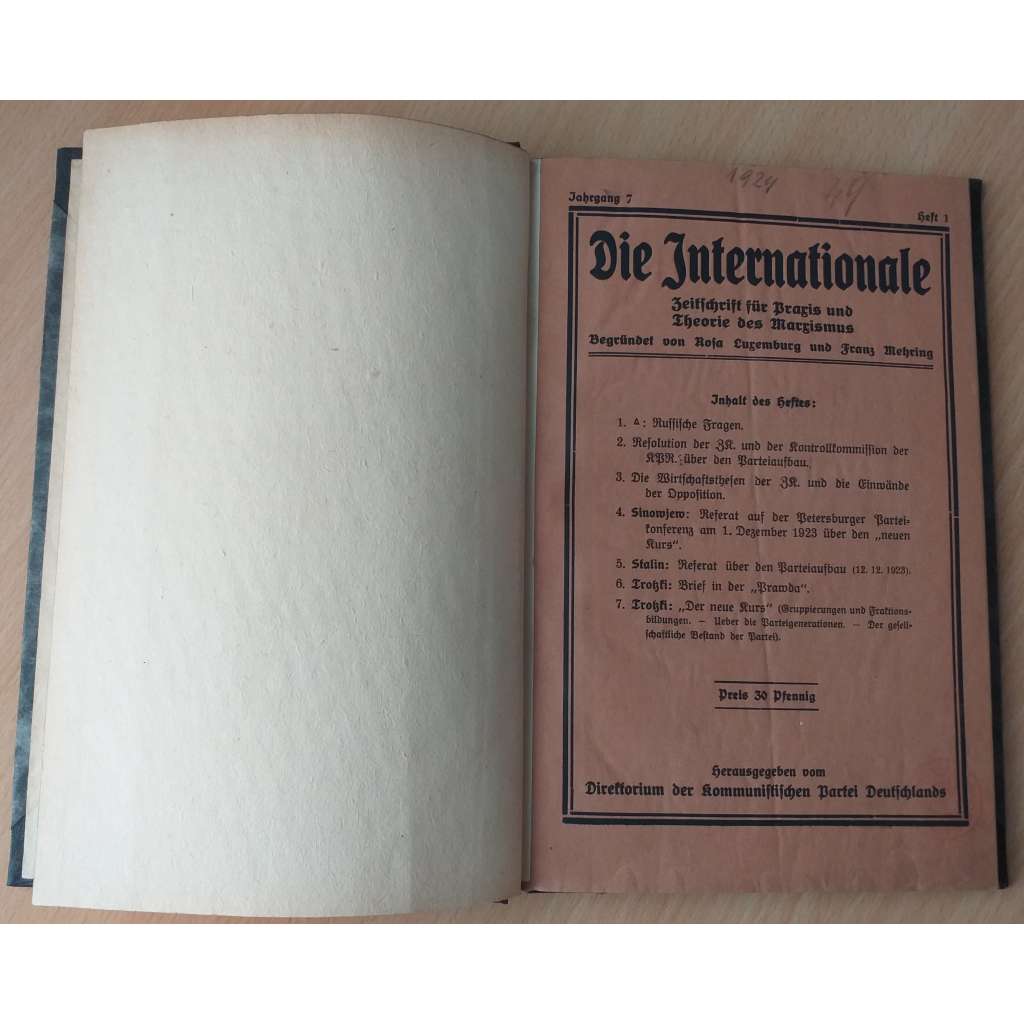 1924 44
Jahrgang 7
Heft 1
Die Internationale
Zeitschrift für Praxis und
Theorie des Marxismus
Begründet von Rosa Luxemburg und Franz Mehring
Inhalt des Heftes:
1. Δ: Russische Fragen.
2. Resolution der ZK. und der Kontrollkommission der
KPR. über den Parteiaufbau.
3. Die Wirtschaftsthesen der ZK. und die Einwände
der Opposition.
4. Sinowjew: Referat auf der Petersburger Partei-
konferenz am 1. Dezember 1923 über den „neuen
Kurs“.
5. Stalin: Referat über den Parteiaufbau (12. 12. 1923).
6. Trotzki: Brief in der „Prawda“.
7. Trotzki: „Der neue Kurs“ (Gruppierungen und Fraktions-
bildungen. — Ueber die Parteigenerationen. — Der gesell-
schaftliche Bestand der Partei).
Preis 30 Pfennig
Herausgegeben vom
Direktorium der Kommunistischen Partei Deutschlands